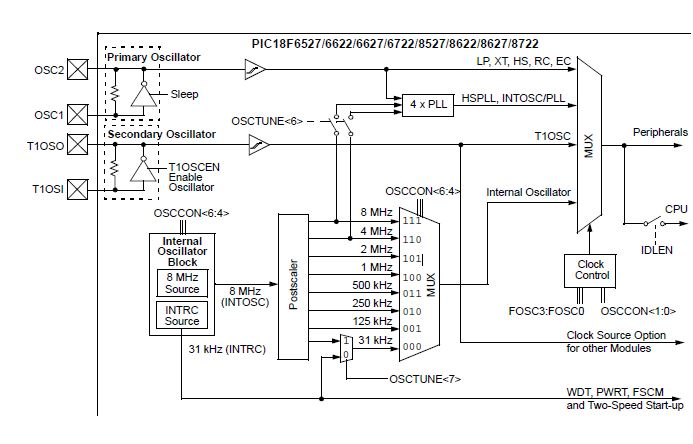 PIC18F6527/6622/6627/6722/8527/8622/8627/8722
Primary Oscillator
LP, XT, HS, RC, EC
OSC2
Sleep
4 x PLL
HSPLL, INTOSC/PLL
OSC1
OSCTUNE<6>
Secondary Oscillator
T1OSO
T1OSC
MUX
Peripherals
T1OSCEN
Enable
Oscillator
T1OSI
OSCCON<6:4>
Internal Oscillator
OSCCON<6:4>
CPU
IDLEN
Internal
Oscillator
Block
8 MHz
Source
INTRC
Source
8 MHz
(INTOSC)
31 kHz (INTRC)
Postscaler
8 MHz
111
4 MHz
110
2 MHz
101
1 MHz
100
500 kHz
011
250 kHz
010
125 kHz
001
1
0
31 kHz
000
MUX
Clock
Control
FOSC3:FOSC0
OSCCON<1:0>
Clock Source Option
for other Modules
OSCTUNE<7>
WDT, PWRT, FSCM
and Two-Speed Start-up